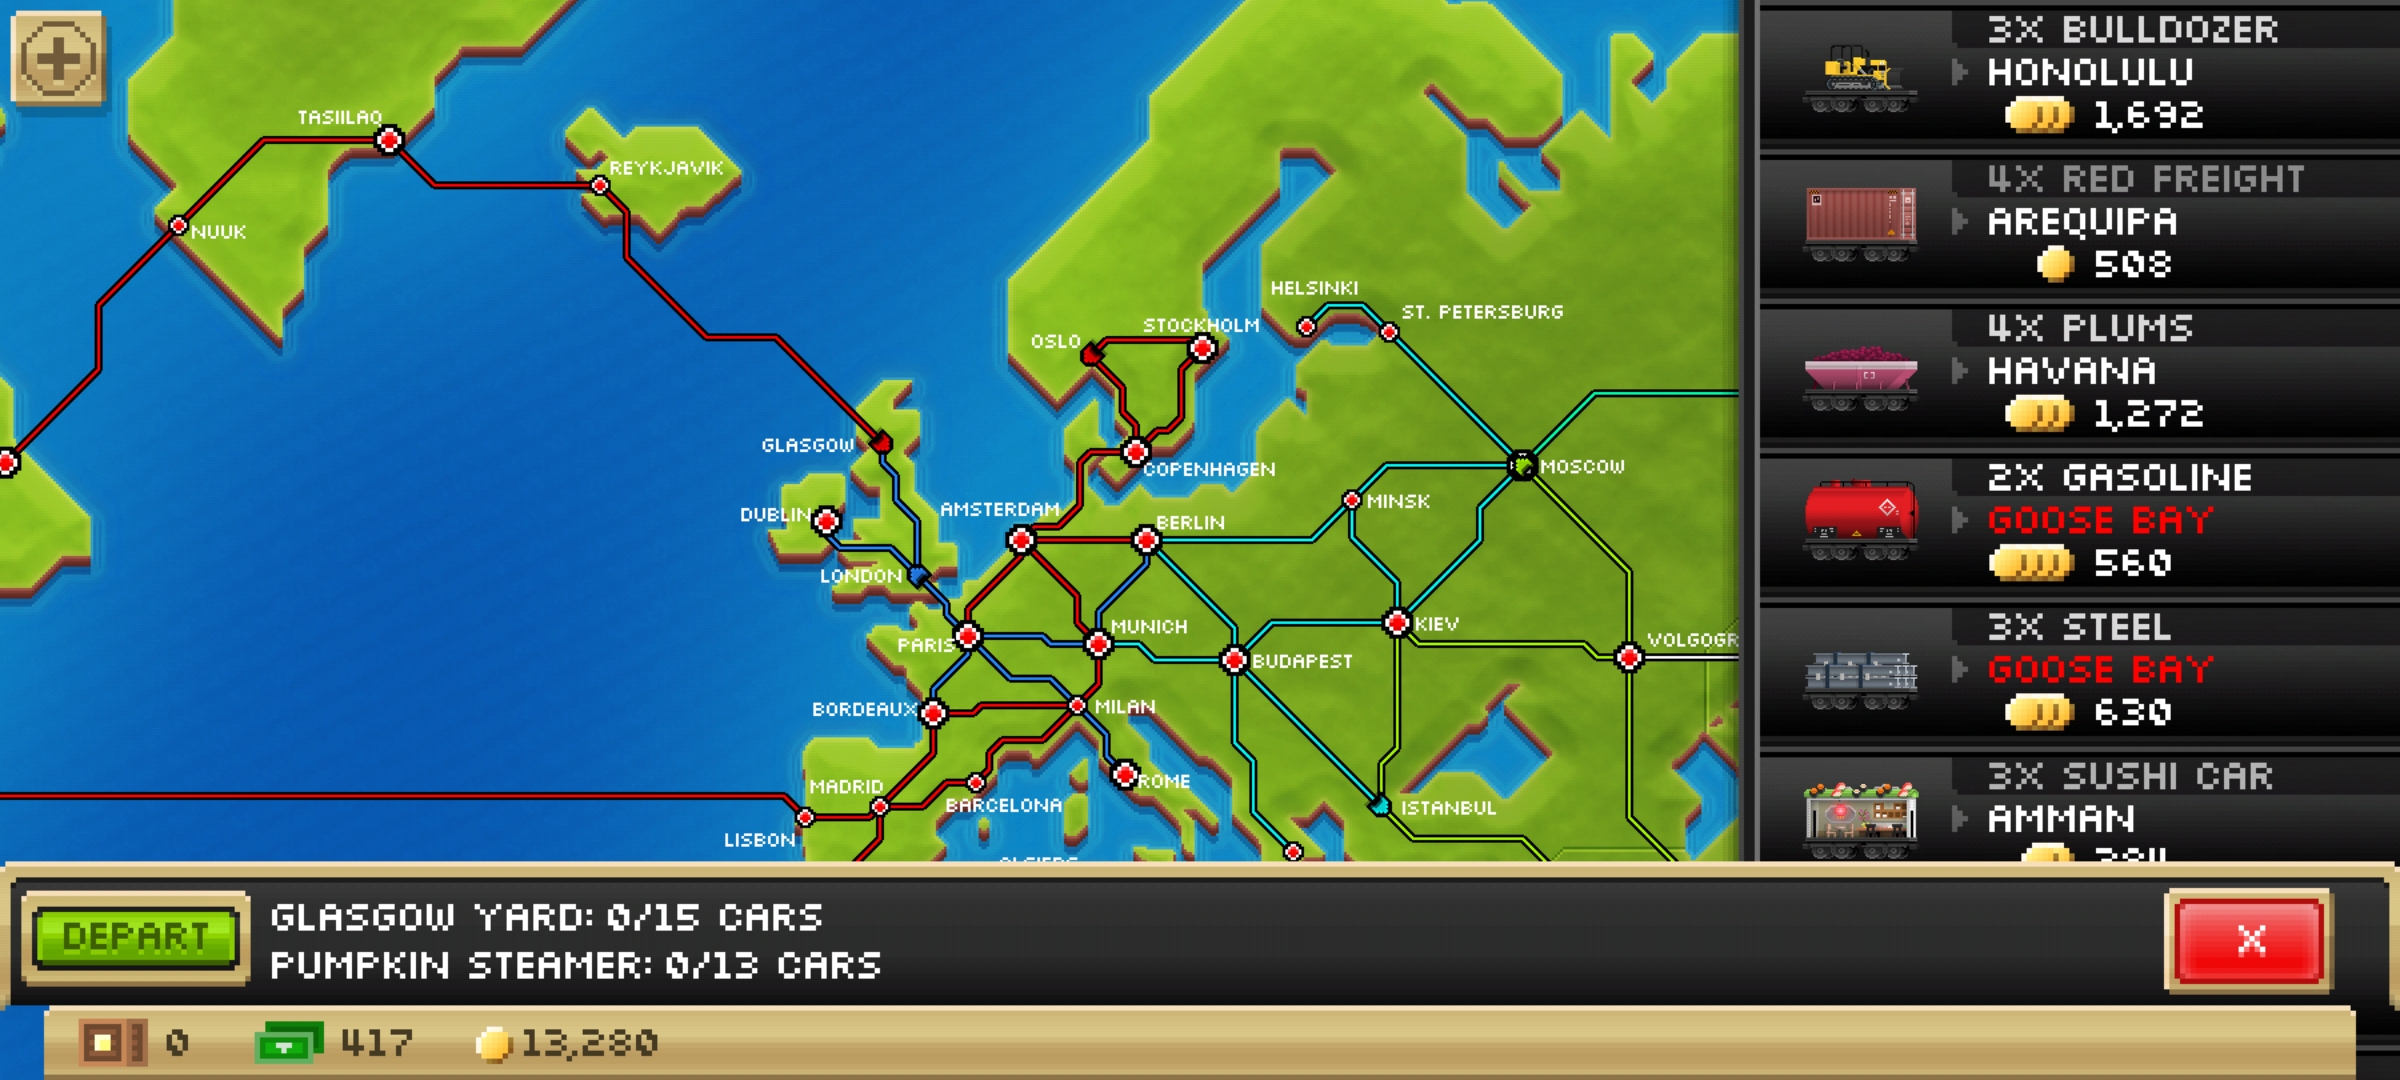 TASIILAQ
REYKJAVIK
NUUK
HELSINKI
ST. PETERSBURG
STOCKHOLM
OSLO
GLASGOW
COPENHAGEN
MOSCOW
MINSK
AMSTERDAM
BERLIN
DUBLIN
LONDON
PARIS
MUNICH
KIEV
BUDAPEST
VOLGOGR
BORDEAUX
MILAN
MADRID
BARCELONA
ROME
ISTANBUL
LISBON
3X BULLDOZER
HONOLULU
1,692
4X RED FREIGHT
AREQUIPA
508
4X PLUMS
HAVANA
1,272
2X GASOLINE
GOOSE BAY
560
3X STEEL
GOOSE BAY
630
3X SUSHI CAR
AMMAN
DEPART
GLASGOW YARD: 0/15 CARS
PUMPKIN STEAMER: 0/13 CARS
X
0
417
13,280